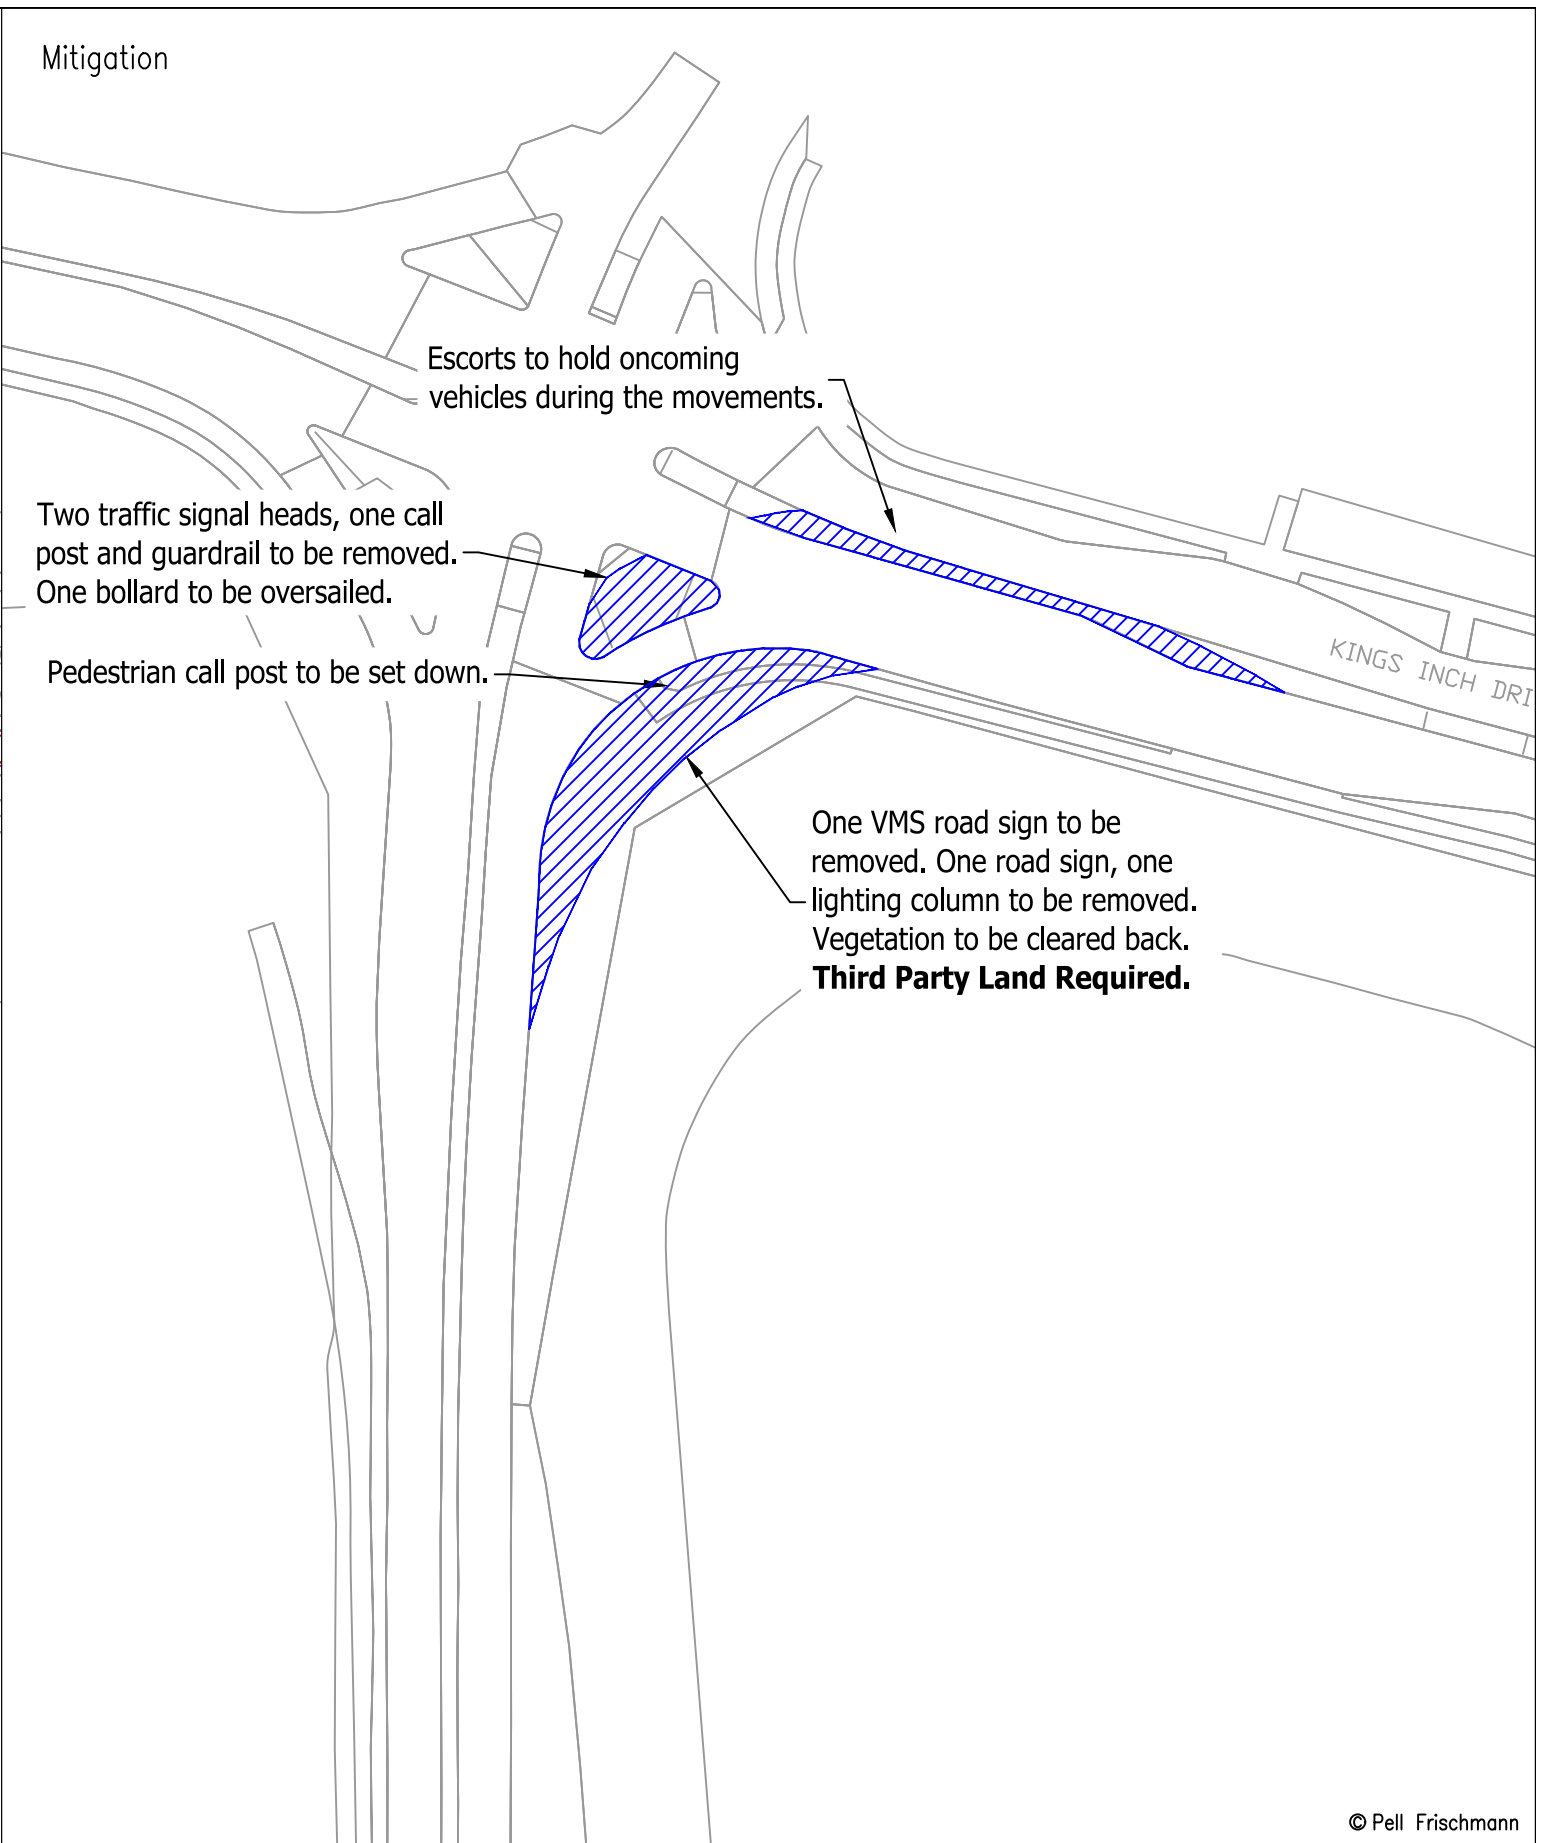 Mitigation
Escorts to hold oncoming
vehicles during the movements.
Two traffic signal heads, one call
post and guardrail to be removed.
One bollard to be oversailed.
Pedestrian call post to be set down.
KINGS INCH DRI
One VMS road sign to be
removed. One road sign, one
lighting column to be removed.
Vegetation to be cleared back.
Third Party Land Required.
© Pell Frischmann